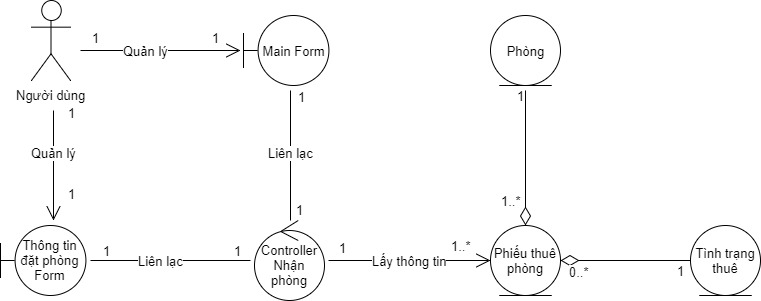 1
Quản lý
1
Main Form
Phòng
Người dùng
1
1
1
Quản lý
Liên lạc
1
1
1..*
Thông tin
đặt phòng
Form
1
Liên lạc
1
Controller
Nhận
phòng
1
Lấy thông tin
1..*
Phiếu thuê
phòng
0..*
1
Tình trạng
thuê